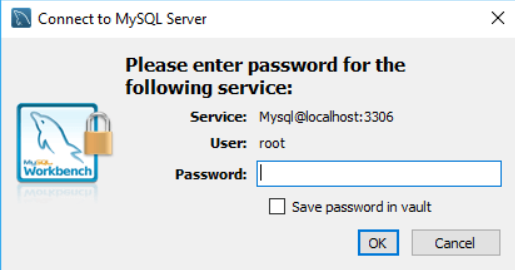 Connect to MySQL Server
Please enter password for the
following service:
Service: Mysql@localhost:3306
User: root
Password:
Save password in vault
OK Cancel
MySQL
Workbench